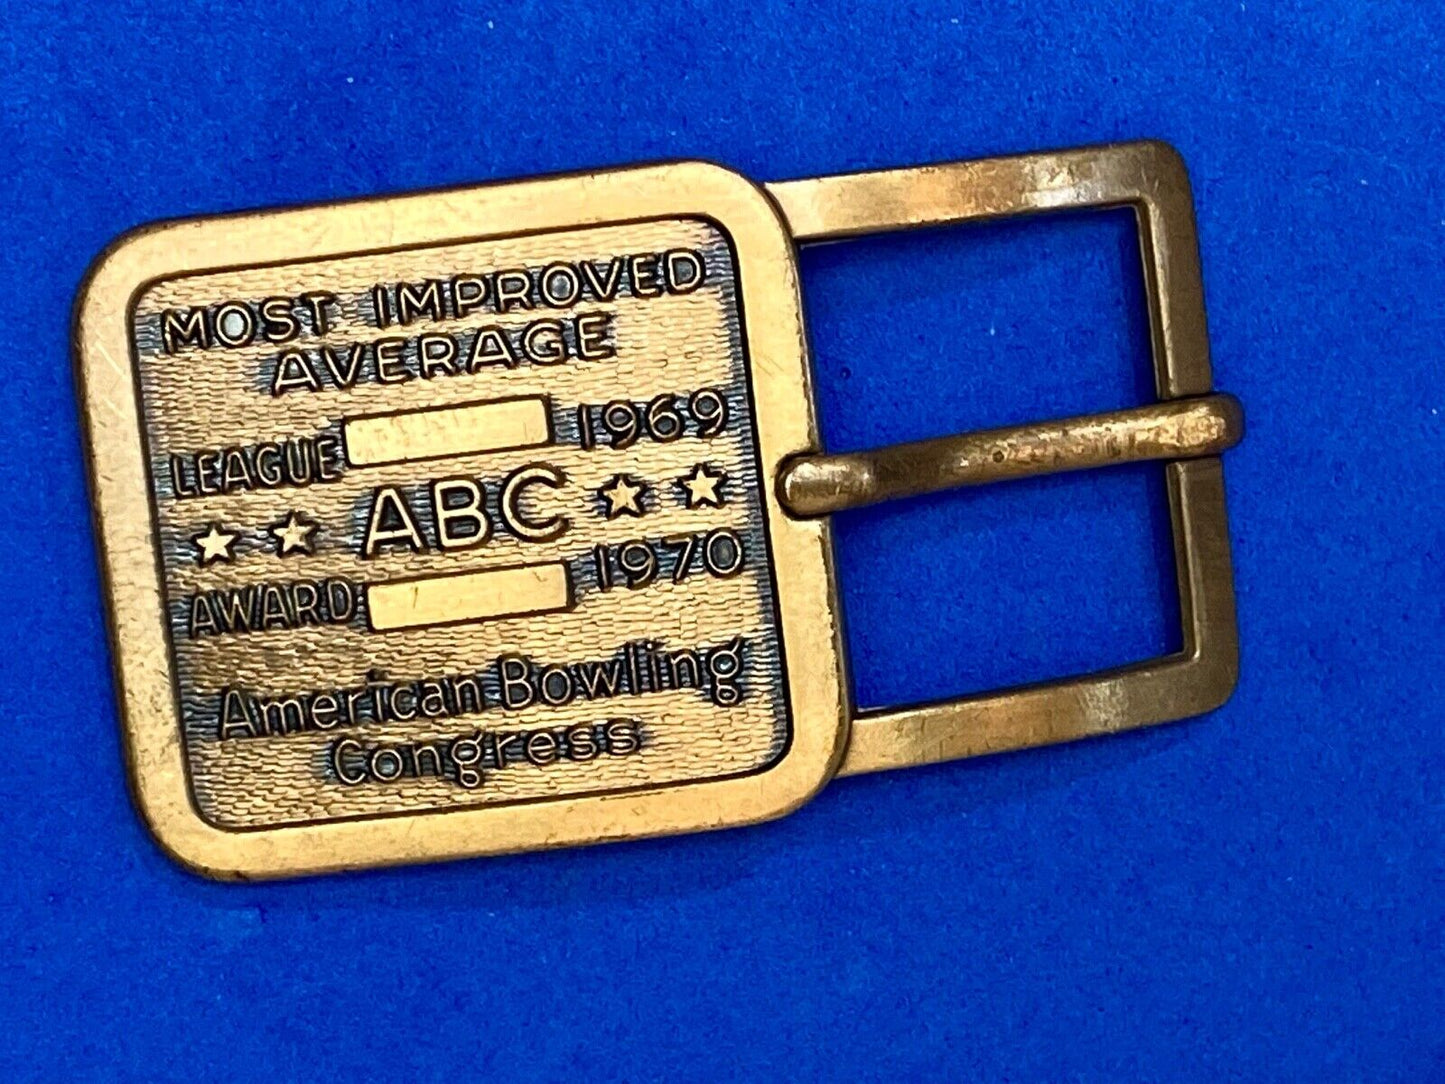 MOST IMPROVED
AVERAGE
LEAGUE 1969
ABC
AWARD 1970
American Bowling
Congress